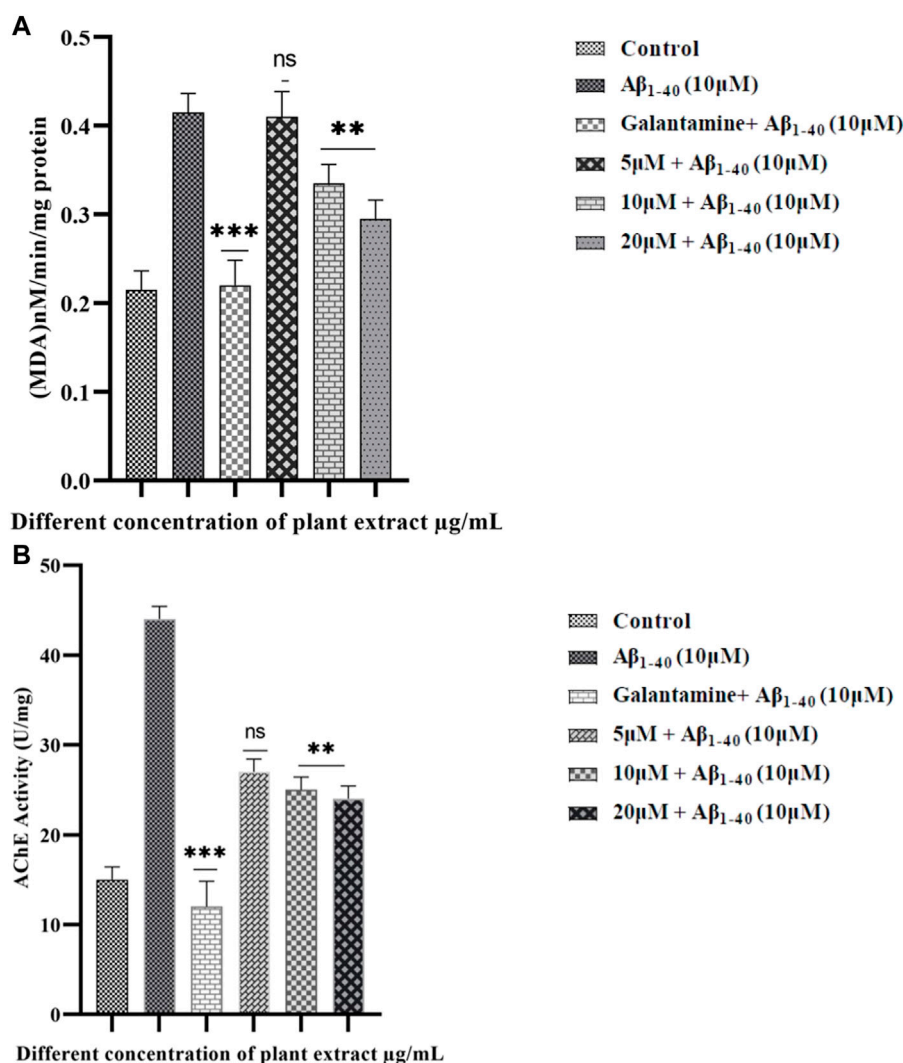 A
(MDA)nM/min/mg protein
0.5
0.4
0.3
0.2
0.1
0.0
***
ns
**
Different concentration of plant extract µg/mL
Control
Aβ1-40 (10µM)
Galantamine+ Aβ1-40 (10µM)
5µM + Aβ1-40 (10µM)
10µM + Aβ1-40 (10µM)
20µM + Aβ1-40 (10µM)
B
AChE Activity (U/mg)
50
40
30
20
10
0
***
ns
**
Different concentration of plant extract µg/mL
Control
Aβ1-40 (10µM)
Galantamine+ Aβ1-40 (10µM)
5µM + Aβ1-40 (10µM)
10µM + Aβ1-40 (10µM)
20µM + Aβ1-40 (10µM)